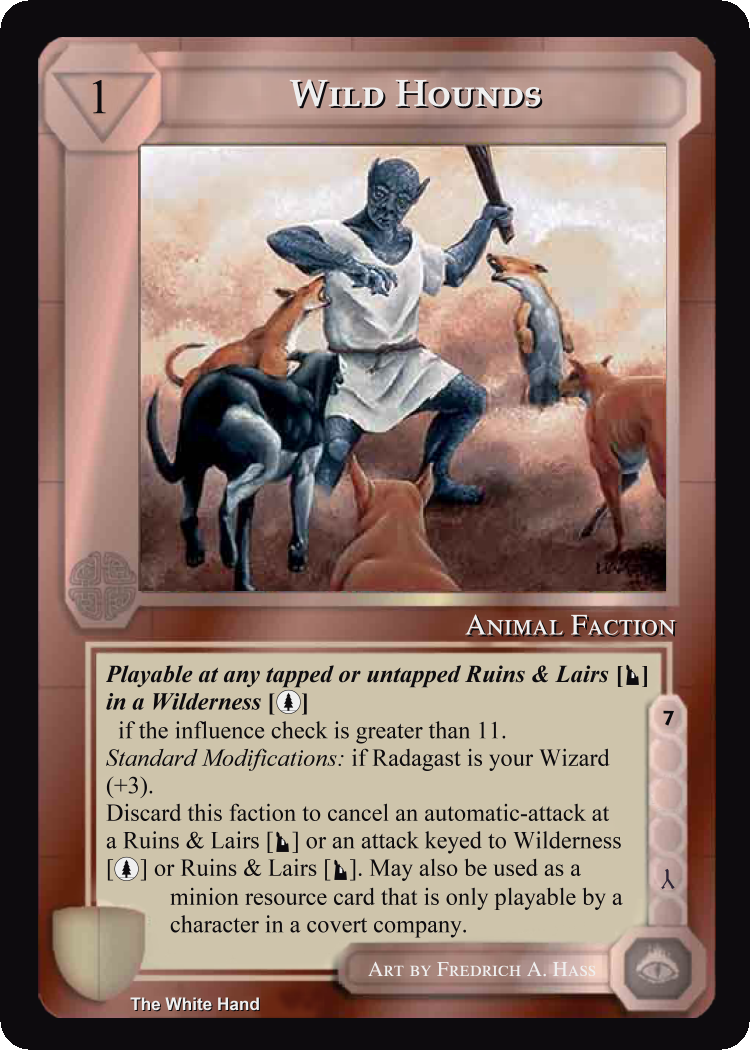 1
Wild Hounds
Animal Faction
Playable at any tapped or untapped Ruins & Lairs [ ]
in a Wilderness [ ]
if the influence check is greater than 11.
Standard Modifications: if Radagast is your Wizard
(+3).
Discard this faction to cancel an automatic-attack at
a Ruins & Lairs [ ] or an attack keyed to Wilderness
[ ] or Ruins & Lairs [ ]. May also be used as a
minion resource card that is only playable by a
character in a covert company.
7
Art by Fredrich A. Hass
The White Hand